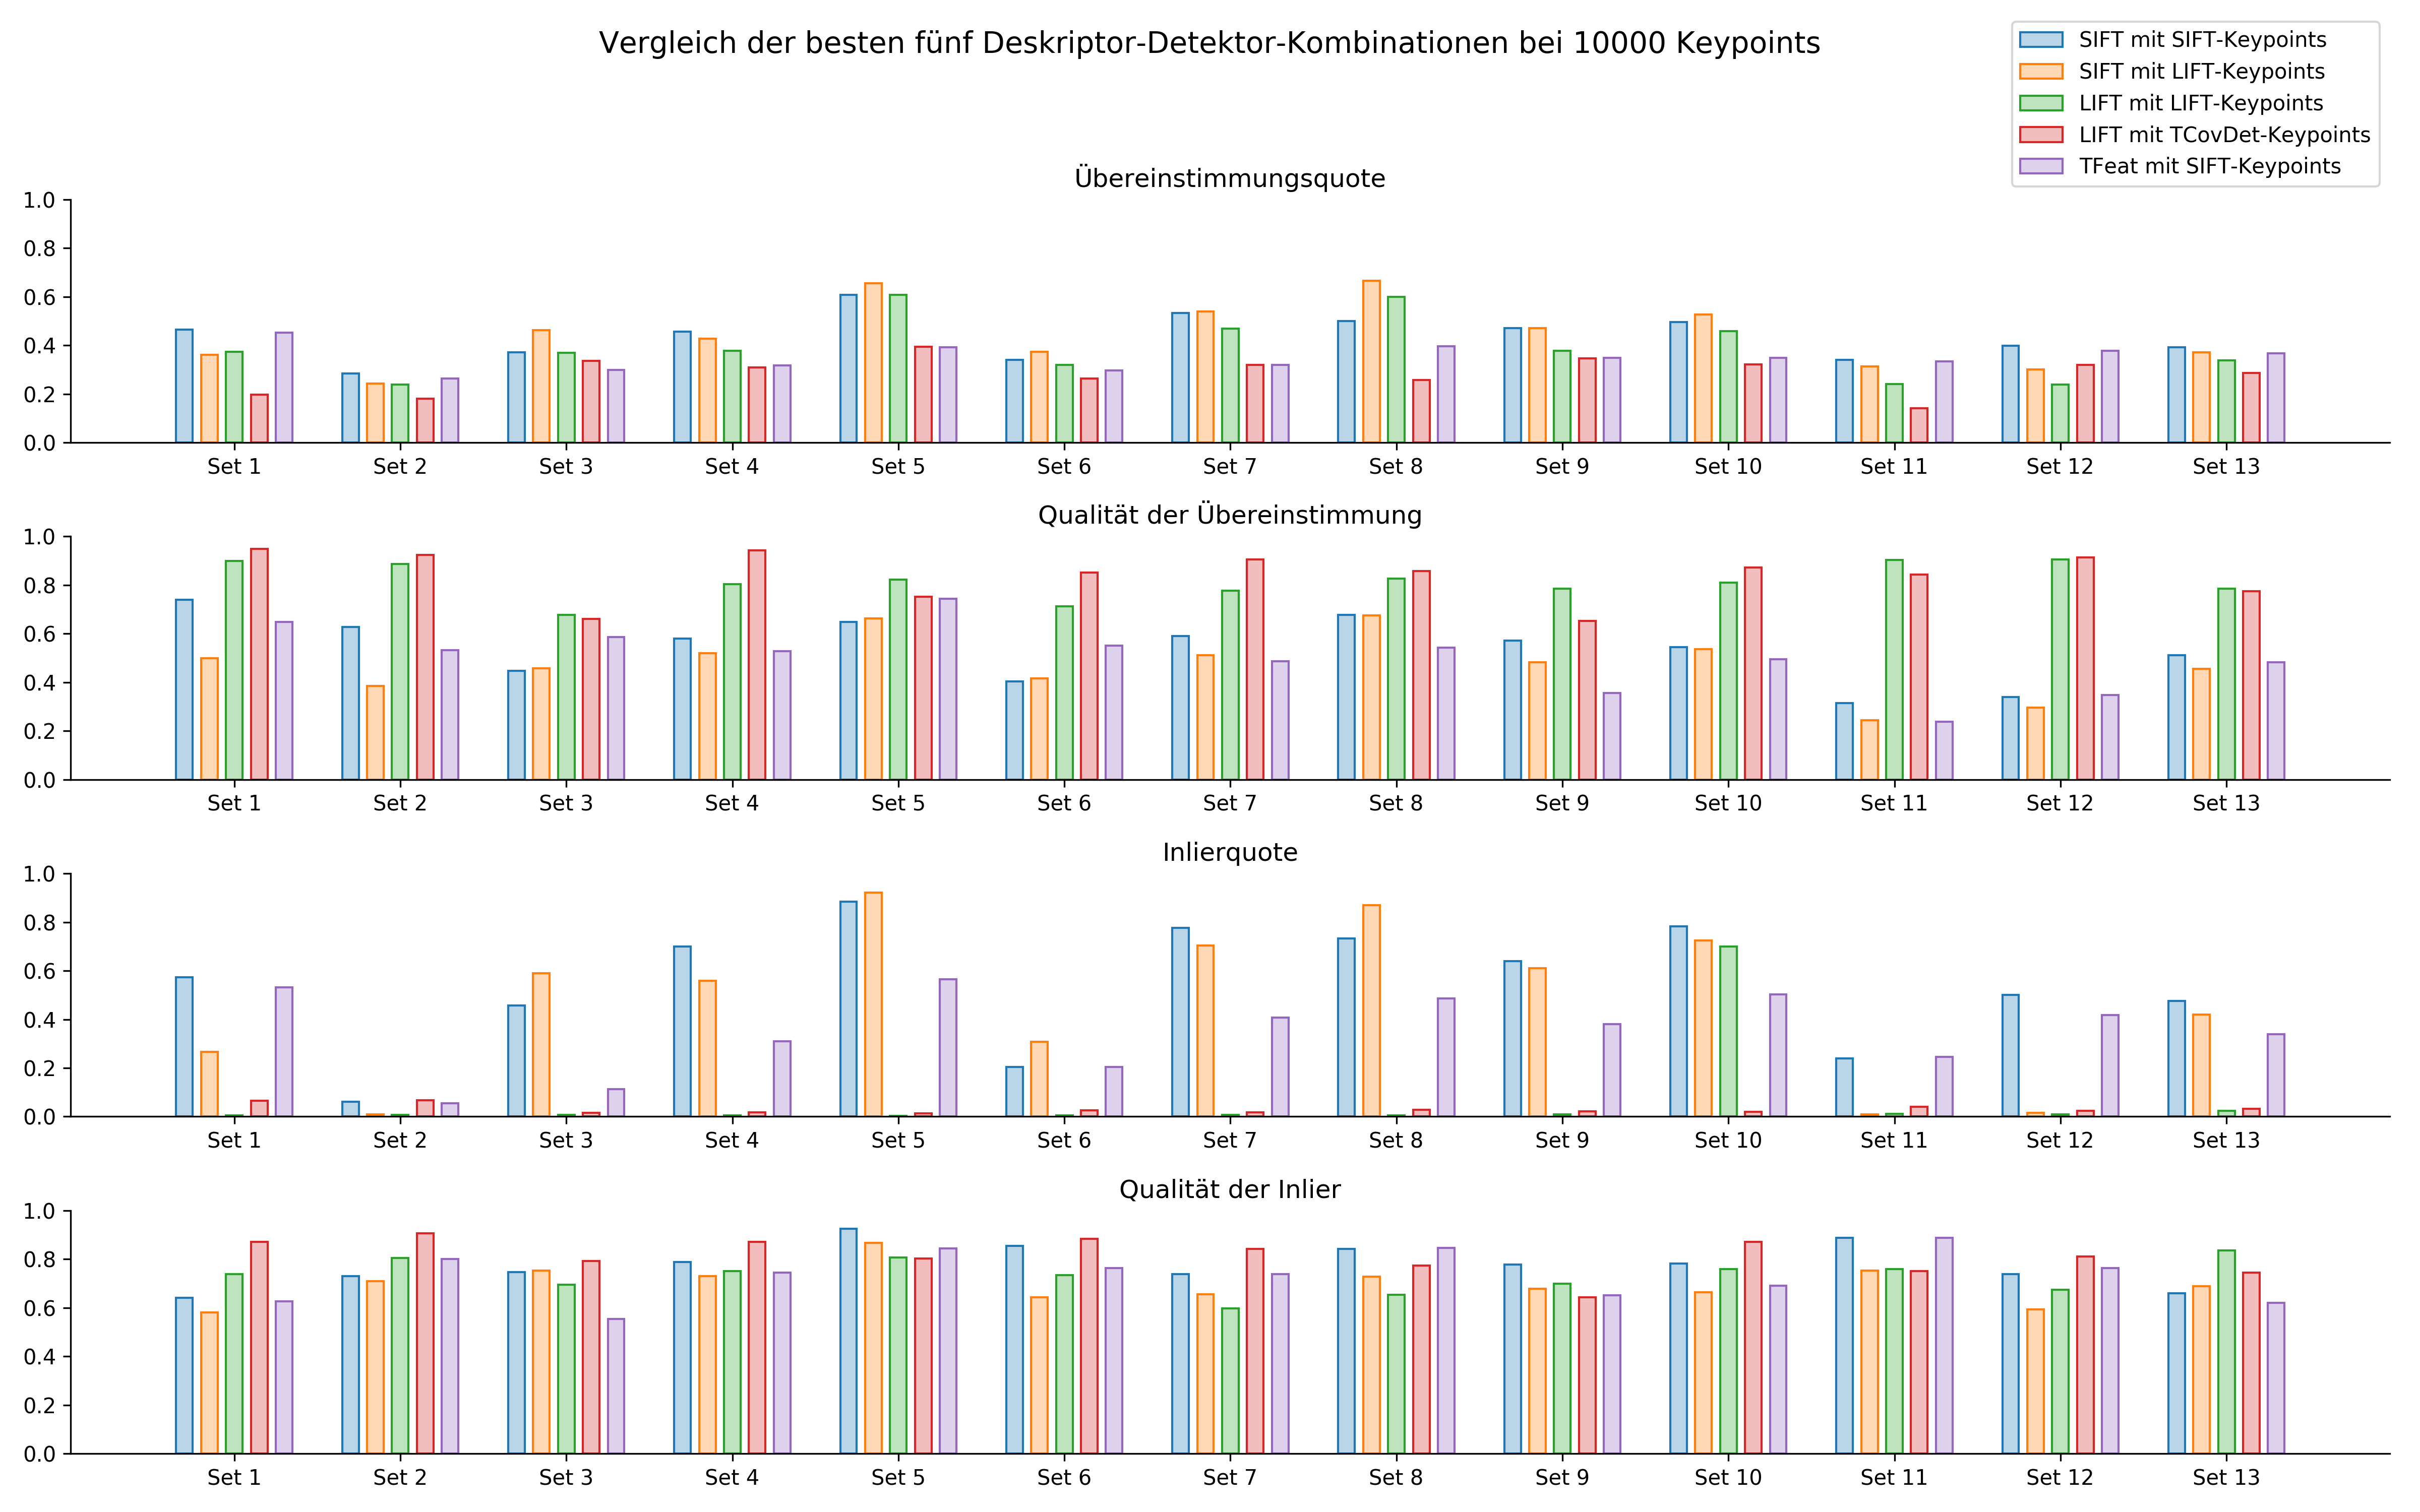 Vergleich der besten fünf Deskriptor-Detektor-Kombinationen bei 10000 Keypoints
SIFT mit SIFT-Keypoints
SIFT mit LIFT-Keypoints
LIFT mit LIFT-Keypoints
LIFT mit TCovDet-Keypoints
TFeat mit SIFT-Keypoints
Übereinstimmungsquote
1.0
0.8
0.6
0.4
0.2
0.0
Set 1 Set 2 Set 3 Set 4 Set 5 Set 6 Set 7 Set 8 Set 9 Set 10 Set 11 Set 12 Set 13
Qualität der Übereinstimmung
1.0
0.8
0.6
0.4
0.2
0.0
Set 1 Set 2 Set 3 Set 4 Set 5 Set 6 Set 7 Set 8 Set 9 Set 10 Set 11 Set 12 Set 13
Inlierquote
1.0
0.8
0.6
0.4
0.2
0.0
Set 1 Set 2 Set 3 Set 4 Set 5 Set 6 Set 7 Set 8 Set 9 Set 10 Set 11 Set 12 Set 13
Qualität der Inlier
1.0
0.8
0.6
0.4
0.2
0.0
Set 1 Set 2 Set 3 Set 4 Set 5 Set 6 Set 7 Set 8 Set 9 Set 10 Set 11 Set 12 Set 13